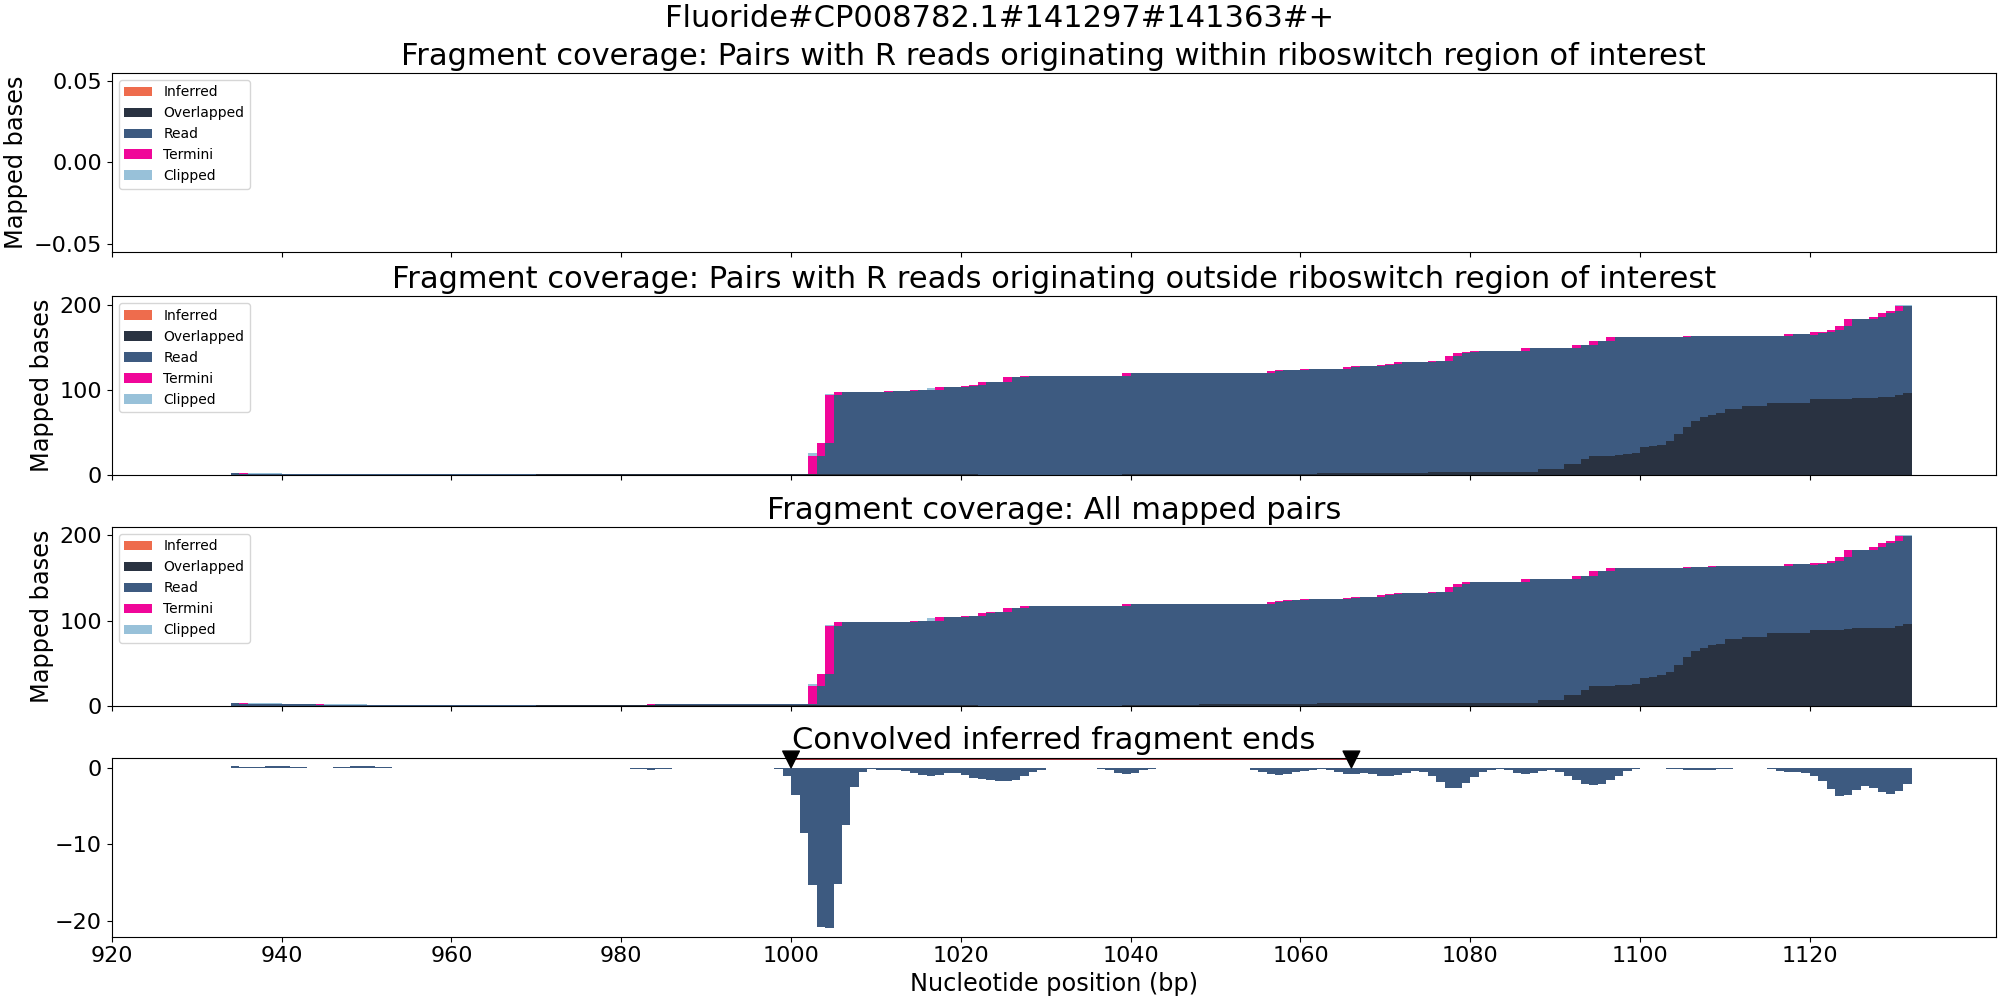 Fluoride#CP008782.1#141297#141363#+
Fragment coverage: Pairs with R reads originating within riboswitch region of interest
Mapped bases
0.05
0.00
−0.05
Inferred
Overlapped
Read
Termini
Clipped
Fragment coverage: Pairs with R reads originating outside riboswitch region of interest
Mapped bases
200
100
0
Inferred
Overlapped
Read
Termini
Clipped
Fragment coverage: All mapped pairs
Mapped bases
200
100
0
Inferred
Overlapped
Read
Termini
Clipped
Convolved inferred fragment ends
0
−10
−20
920 940 960 980 1000 1020 1040 1060 1080 1100 1120
Nucleotide position (bp)